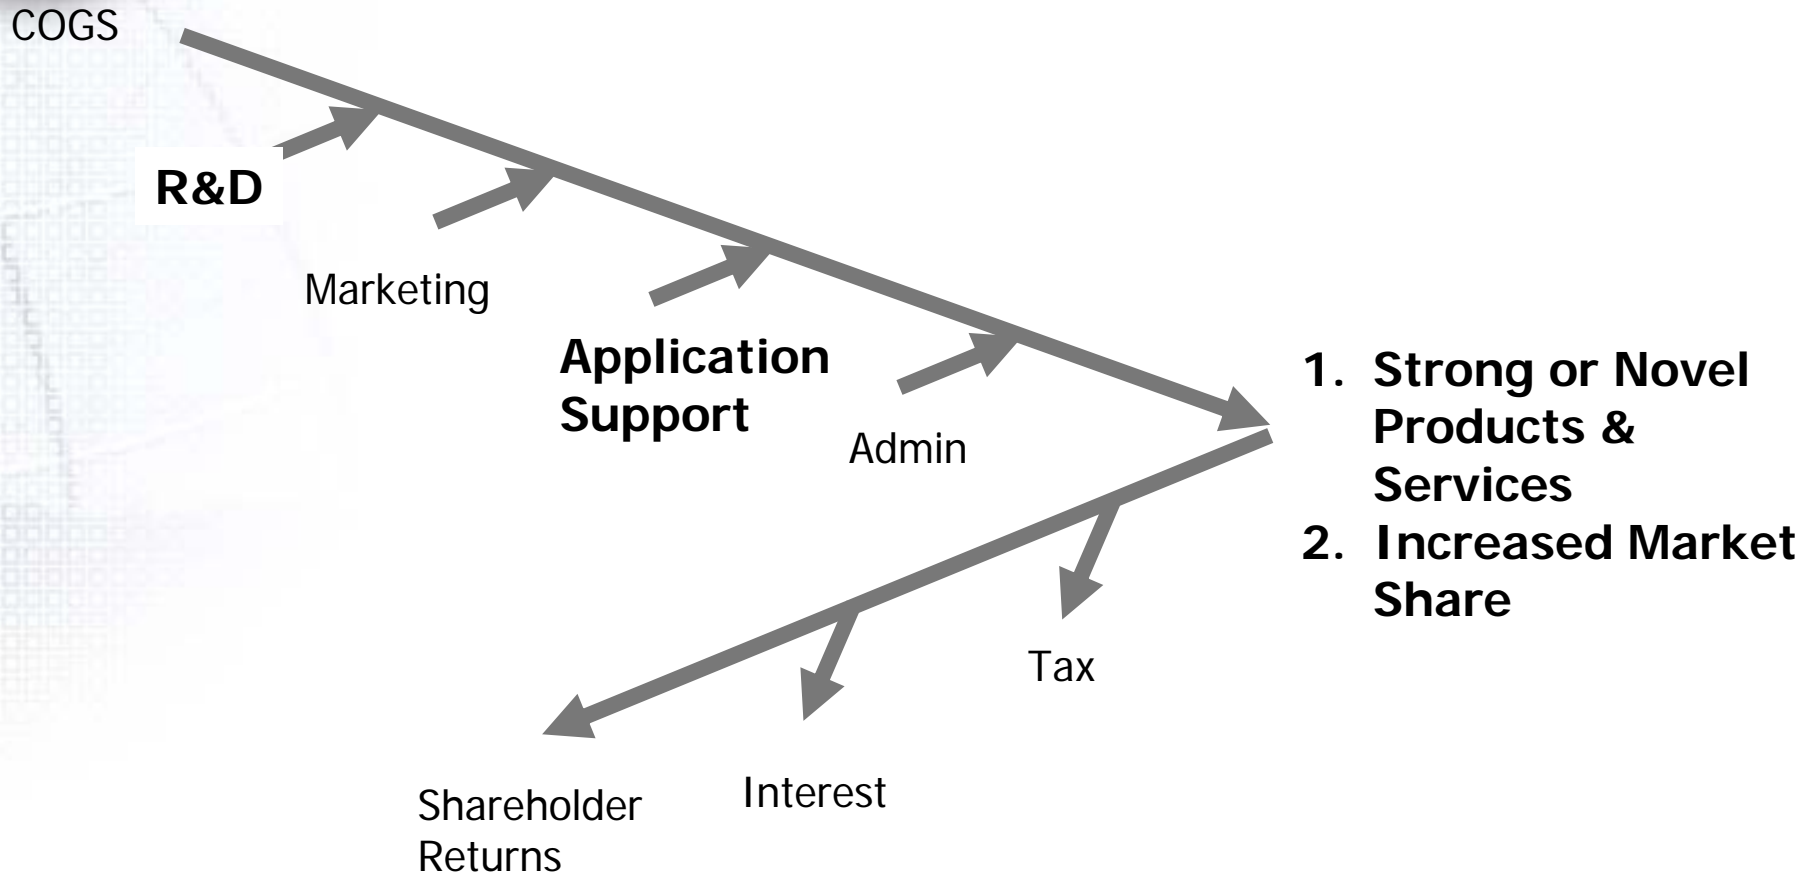 COGS
R&D
Marketing
Application
Support
Admin
1. Strong or Novel
Products &
Services
2. Increased Market
Share
Tax
Interest
Shareholder
Returns